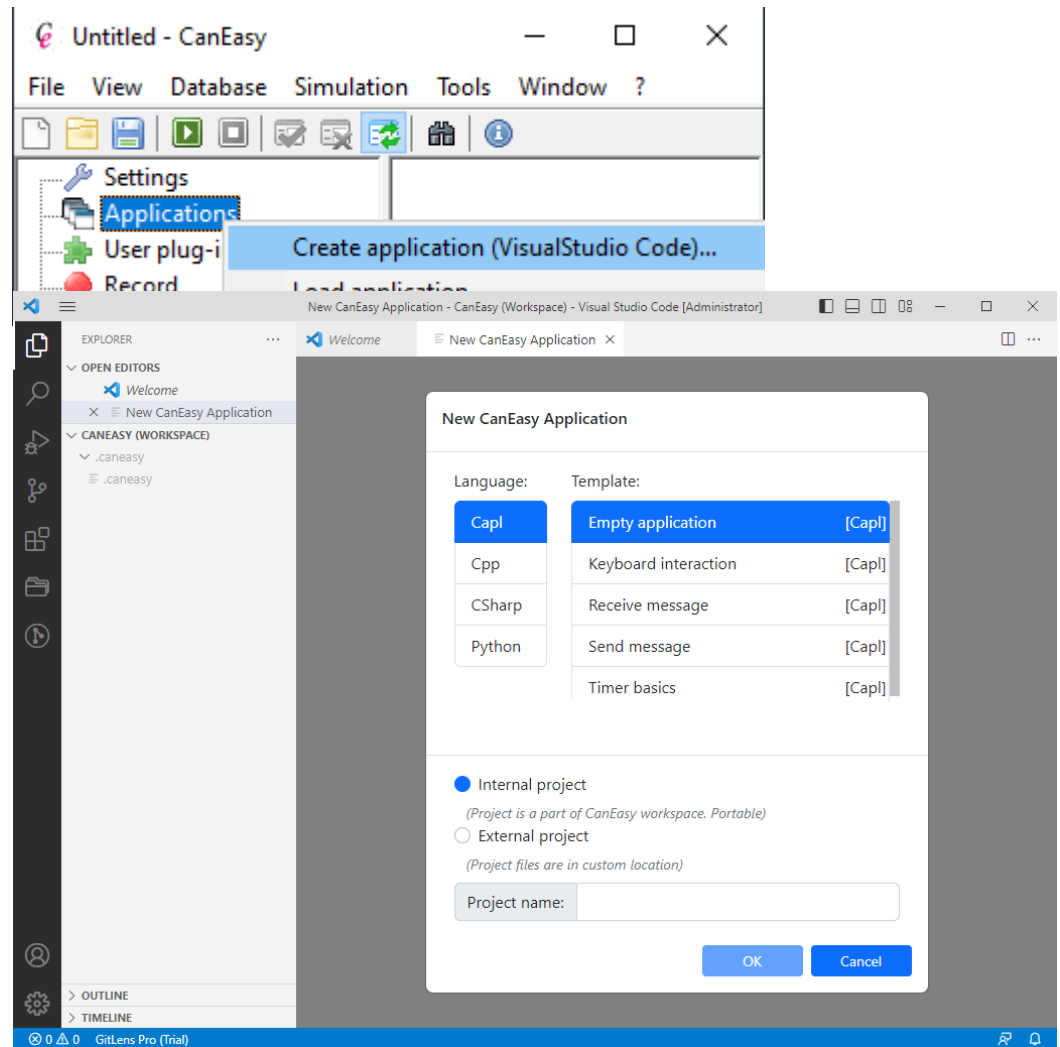 Untitled - CanEasy
File View Database Simulation Tools Window ?
Settings
Applications
User plug-i
Create application (VisualStudio Code)...
Record
Load application
New CanEasy Application - CanEasy (Workspace) - Visual Studio Code [Administrator]
EXPLORER
Welcome
New CanEasy Application
OPEN EDITORS
Welcome
New CanEasy Application
CANEASY (WORKSPACE)
.caneasy
.caneasy
New CanEasy Application
Language: Template:
Capl Empty application [Capl]
Cpp Keyboard interaction [Capl]
CSharp Receive message [Capl]
Python Send message [Capl]
Timer basics [Capl]
Internal project
(Project is a part of CanEasy workspace. Portable)
External project
(Project files are in custom location)
Project name:
OK Cancel
OUTLINE
TIMELINE
0 0 GitLens Pro (Trial)